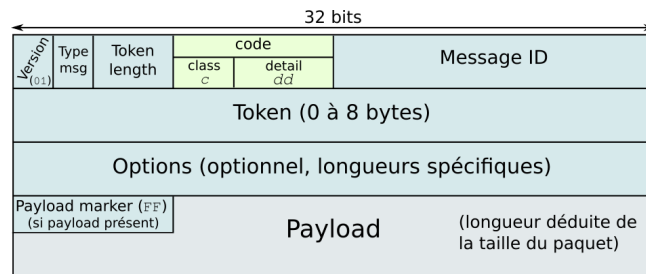 32 bits
Version
(01)
Type
msg
Token
length
code
class
c
detail
dd
Message ID
Token (0 à 8 bytes)
Options (optionnel, longueurs spécifiques)
Payload marker (FF)
(si payload présent)
Payload
(longueur déduite de
la taille du paquet)